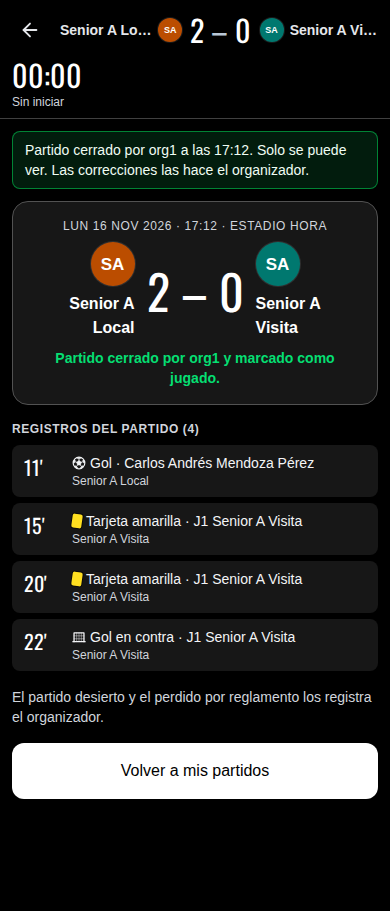 Senior A Lo... SA 2 – 0 SA Senior A Vi...
00:00
Sin iniciar
Partido cerrado por org1 a las 17:12. Solo se puede
ver. Las correcciones las hace el organizador.
LUN 16 NOV 2026 · 17:12 · ESTADIO HORA
SA SA
Senior A
Local
2 – 0
Senior A
Visita
Partido cerrado por org1 y marcado como
jugado.
REGISTROS DEL PARTIDO (4)
11'
Gol · Carlos Andrés Mendoza Pérez
Senior A Local
15'
Tarjeta amarilla · J1 Senior A Visita
Senior A Visita
20'
Tarjeta amarilla · J1 Senior A Visita
Senior A Visita
22'
Gol en contra · J1 Senior A Visita
Senior A Visita
El partido desierto y el perdido por reglamento los registra
el organizador.
Volver a mis partidos